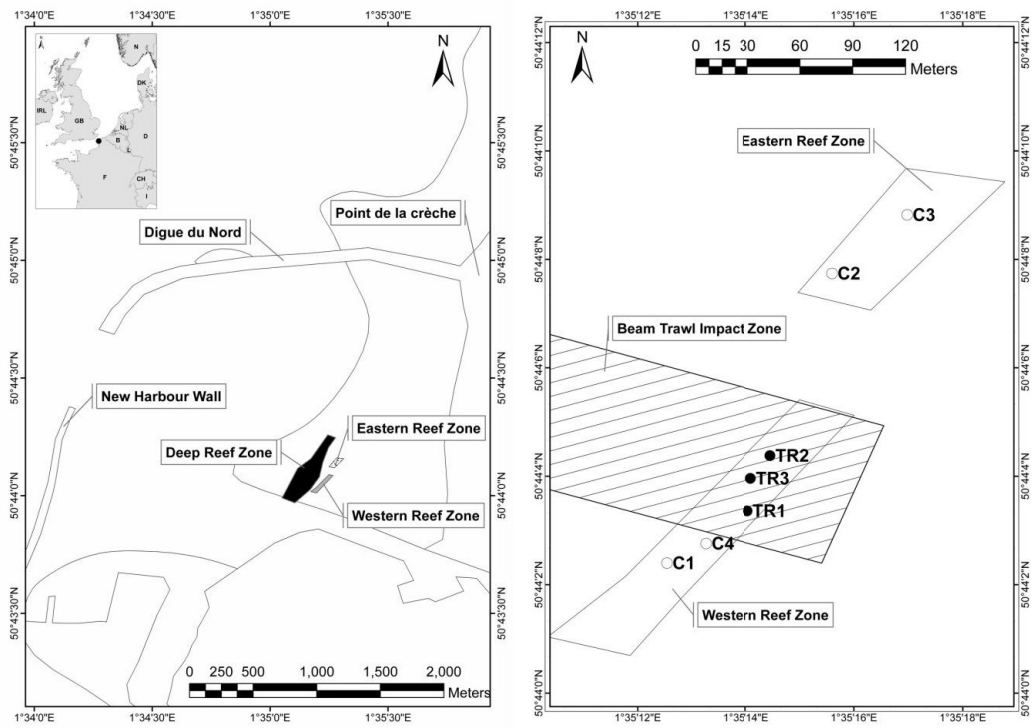 1°34'0"E 1°34'30"E 1°35'0"E 1°35'30"E
50°45'30"N 50°45'0"N 50°44'30"N 50°44'0"N 50°43'30"N
N
N
DK
IRL
GB
NL
D
B
L
F
CH
I
N
Point de la crèche
Digue du Nord
New Harbour Wall
Eastern Reef Zone
Deep Reef Zone
Western Reef Zone
0 250 500 1,000 1,500 2,000
Meters
50°45'30"N 50°45'0"N 50°44'30"N 50°44'0"N 50°43'30"N
1°34'0"E 1°34'30"E 1°35'0"E 1°35'30"E
1°35'12"E 1°35'14"E 1°35'16"E 1°35'18"E
50°44'12"N 50°44'10"N 50°44'8"N 50°44'6"N 50°44'4"N 50°44'2"N 50°44'0"N
N
0 15 30 60 90 120
Meters
Eastern Reef Zone
C3
C2
Beam Trawl Impact Zone
TR2
TR3
TR1
C4
C1
Western Reef Zone
50°44'12"N 50°44'10"N 50°44'8"N 50°44'6"N 50°44'4"N 50°44'2"N 50°44'0"N
1°35'12"E 1°35'14"E 1°35'16"E 1°35'18"E